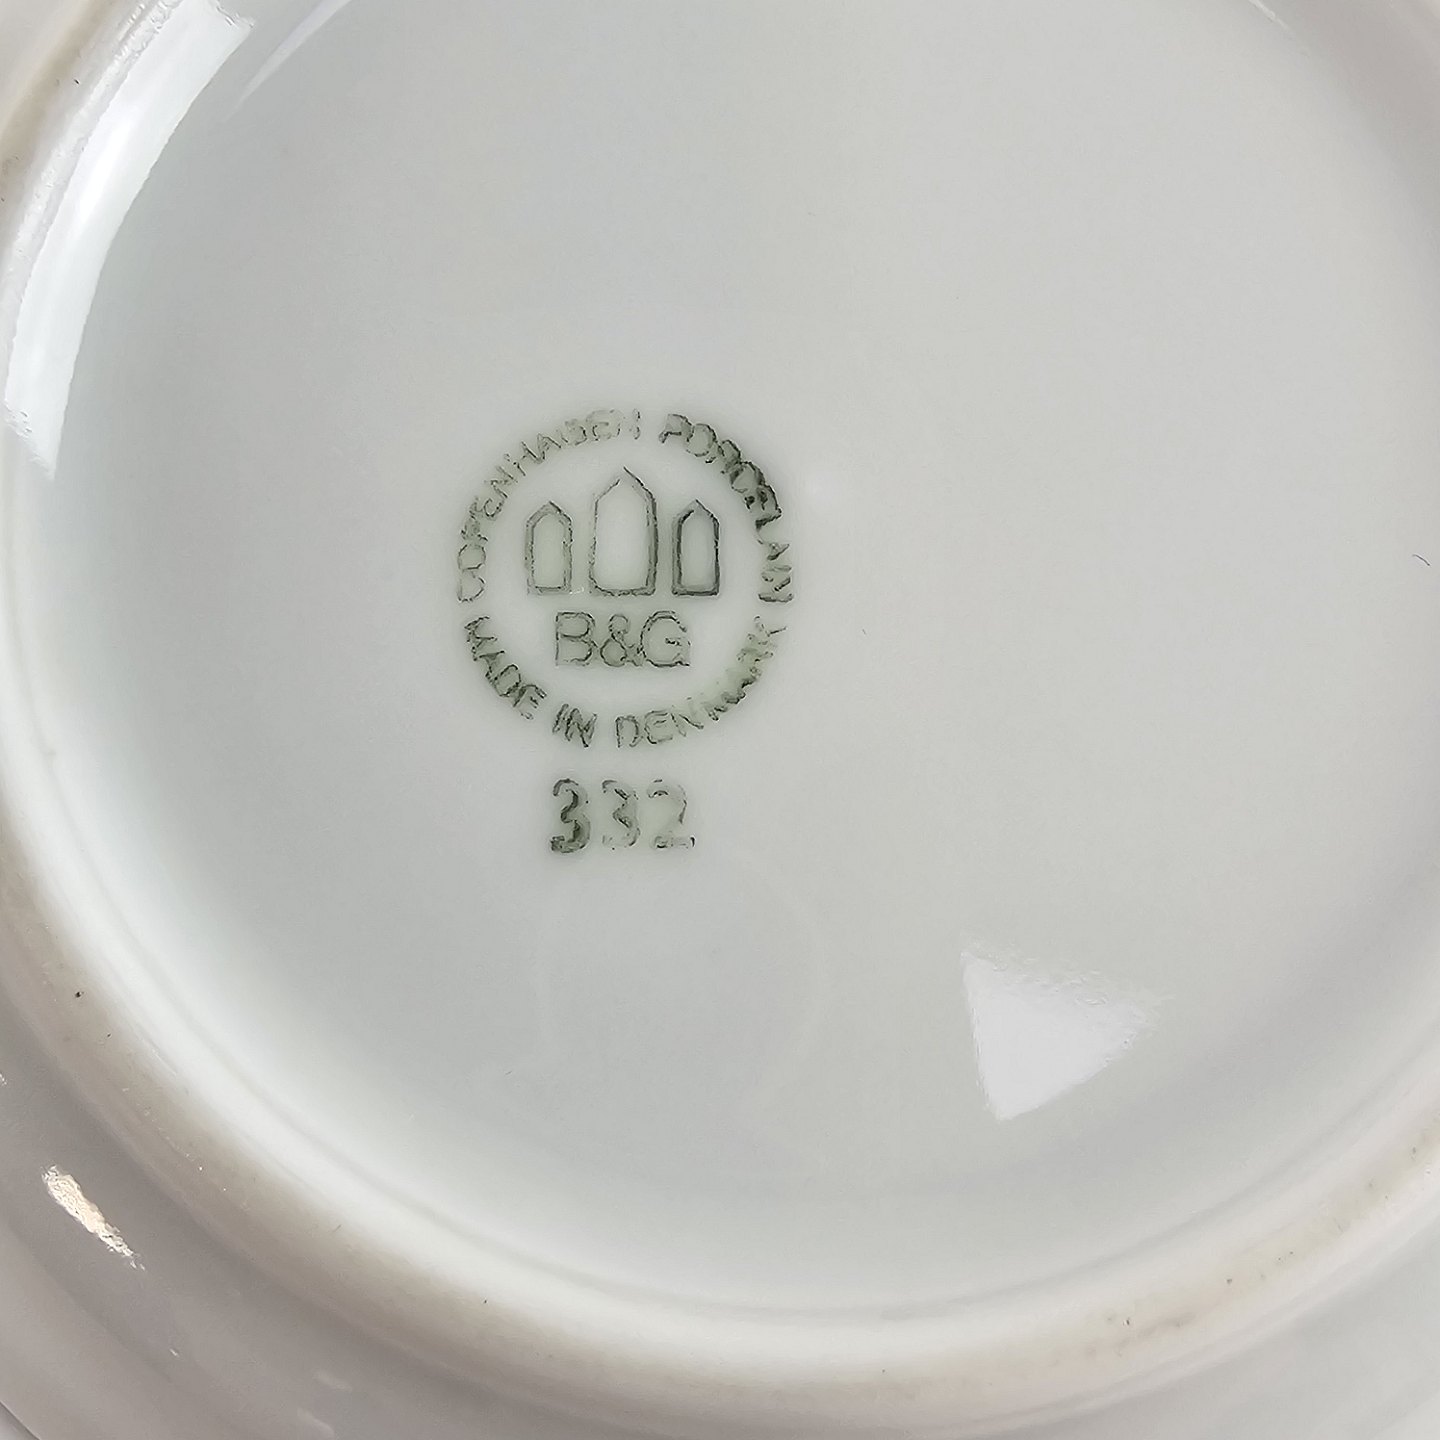 COPENHAGEN PORCELAIN
B&G
MADE IN DENMARK
332